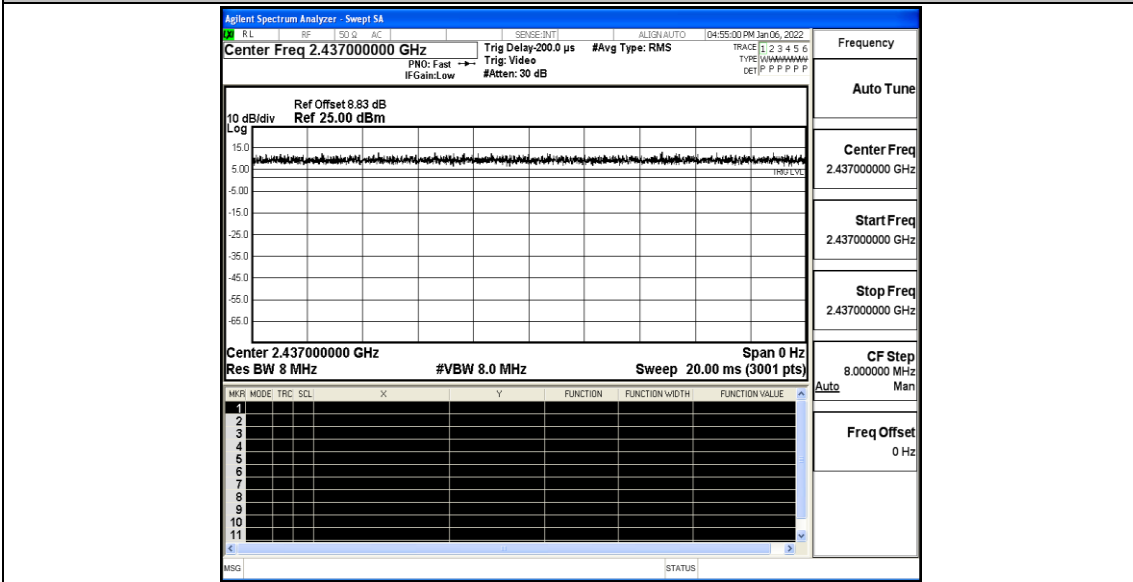 Agilent Spectrum Analyzer - Swept SA
RL RF 50 Ω AC SENSE:INT ALIGN AUTO 04:55:00 PM Jan 06, 2022
Center Freq 2.437000000 GHz
PNO: Fast
IFGain:Low
Trig Delay-200.0 µs
Trig: Video
#Atten: 30 dB
#Avg Type: RMS
TRACE 1 2 3 4 5 6
TYPE
DET P P P P P P
Ref Offset 8.83 dB
10 dB/div Ref 25.00 dBm
Log
15.0
5.00
TRIG LVL
-5.00
-15.0
-25.0
-35.0
-45.0
-55.0
-65.0
Center 2.437000000 GHz Span 0 Hz
Res BW 8 MHz #VBW 8.0 MHz Sweep 20.00 ms (3001 pts)
MKR MODE TRC SCL X Y FUNCTION FUNCTION WIDTH FUNCTION VALUE
1
2
3
4
5
6
7
8
9
10
11
MSG STATUS
Frequency
Auto Tune
Center Freq
2.437000000 GHz
Start Freq
2.437000000 GHz
Stop Freq
2.437000000 GHz
CF Step
8.000000 MHz
Auto Man
Freq Offset
0 Hz